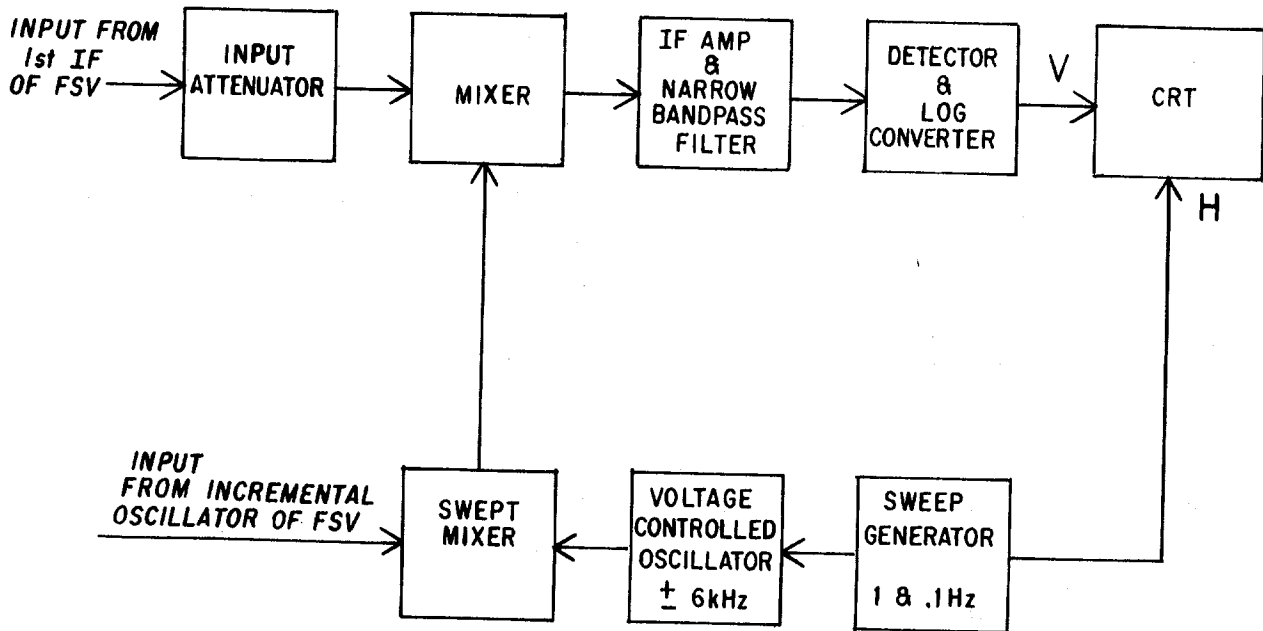 INPUT FROM
1st IF
OF FSV
INPUT
ATTENUATOR
MIXER
IF AMP
&
NARROW
BANDPASS
FILTER
DETECTOR
&
LOG
CONVERTER
V
CRT
H
INPUT
FROM INCREMENTAL
OSCILLATOR OF FSV
SWEPT
MIXER
VOLTAGE
CONTROLLED
OSCILLATOR
± 6kHz
SWEEP
GENERATOR
1 & .1Hz